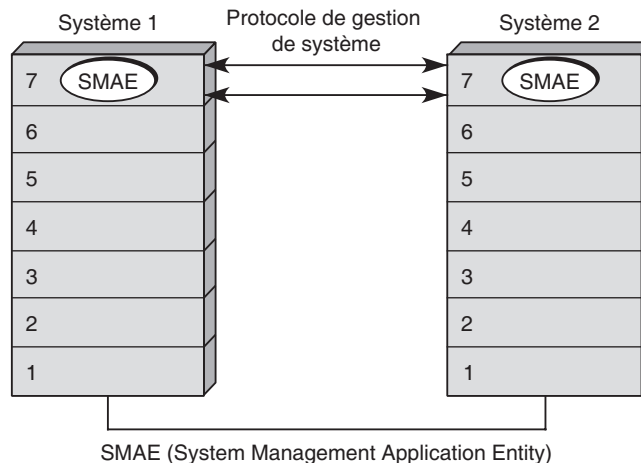 Système 1
Protocole de gestion
de système
Système 2
7 SMAE
6
5
4
3
2
1
7 SMAE
6
5
4
3
2
1
SMAE (System Management Application Entity)